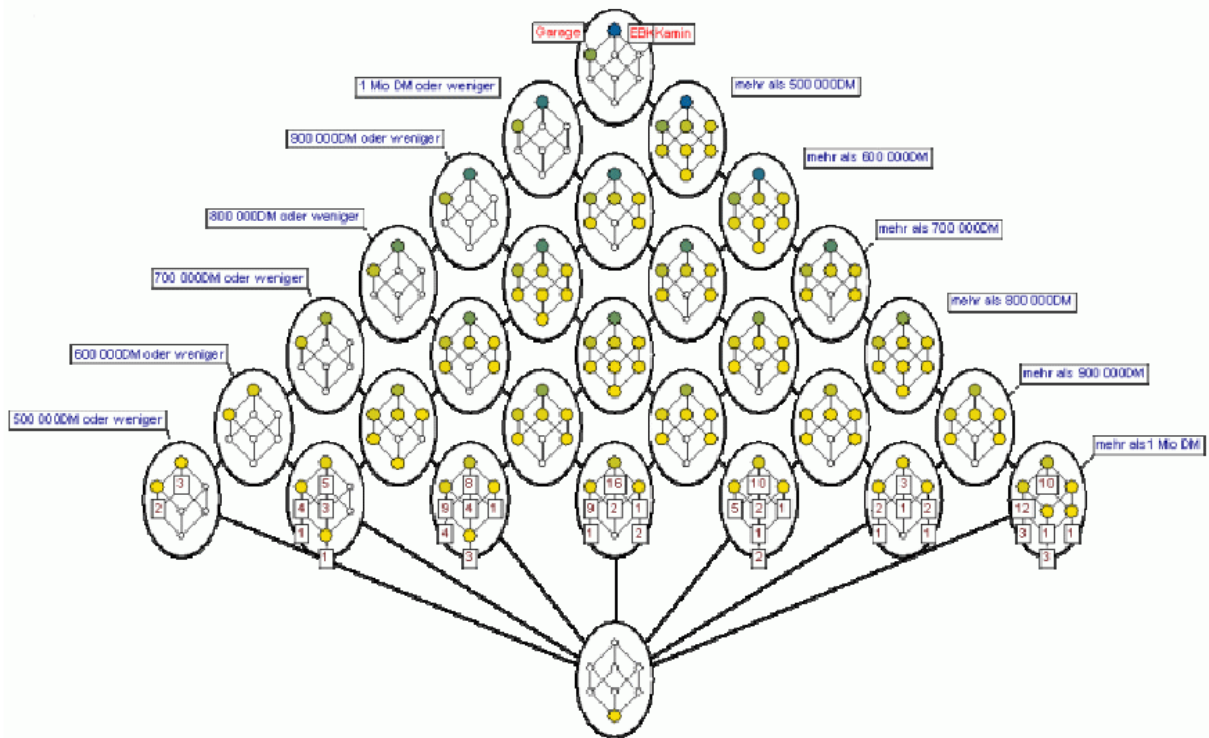 Garage EBK Kamin
1 Mio DM oder weniger
mehr als 500 000DM
900 000DM oder weniger
mehr als 600 000DM
800 000DM oder weniger
mehr als 700 000DM
700 000DM oder weniger
mehr als 800 000DM
600 000DM oder weniger
mehr als 900 000DM
500 000DM oder weniger
mehr als 1 Mio DM
3 5 8 16 10 3 10
2 4 3 9 4 1 9 2 1 5 2 1 2 1 2 12
1 4 1 2 1 1 1 3 1 1
1 3 2 3